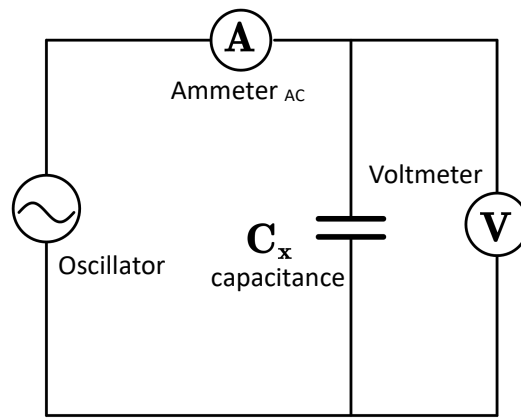 A
Ammeter AC
Voltmeter
V
Cx
Oscillator
capacitance